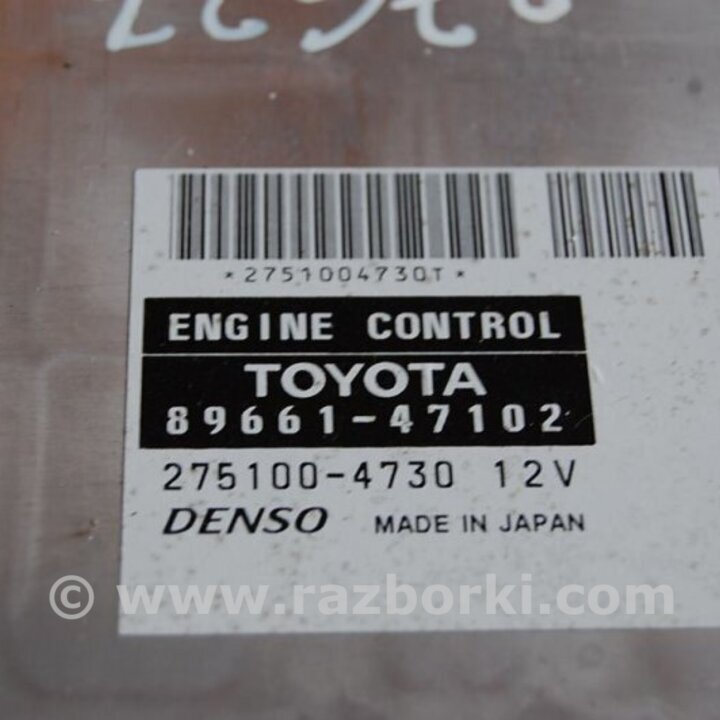 *2751004730T*
ENGINE CONTROL
TOYOTA
89661-47102
275100-4730 12V
DENSO MADE IN JAPAN
© www.razborki.com